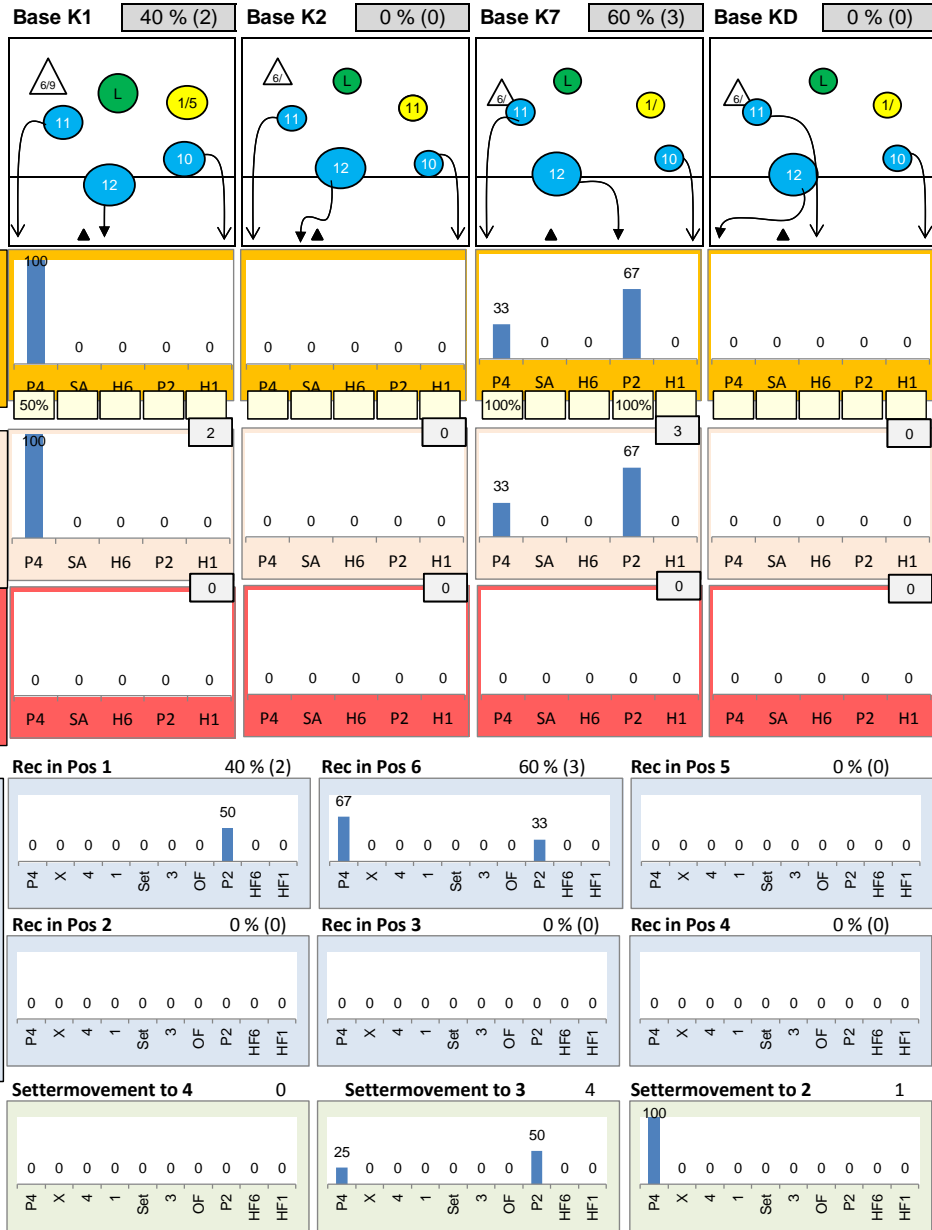 Base K1 40 % (2) Base K2 0 % (0) Base K7 60 % (3) Base KD 0 % (0)
6/9 L 1/5 6/ L 11 6/ L 1/ 6/ L 1/
11 10 11 10 11 10 11 10
12 12 12 12
100 0 0 0 0 0 0 0 0 0 33 0 0 67 0 0 0 0 0 0
P4 SA H6 P2 H1 P4 SA H6 P2 H1 P4 SA H6 P2 H1 P4 SA H6 P2 H1
50% 100% 100%
2 0 3 0
100 0 0 0 0 0 0 0 0 0 33 0 0 67 0 0 0 0 0 0
P4 SA H6 P2 H1 P4 SA H6 P2 H1 P4 SA H6 P2 H1 P4 SA H6 P2 H1
0 0 0 0
0 0 0 0 0 0 0 0 0 0 0 0 0 0 0 0 0 0 0 0
P4 SA H6 P2 H1 P4 SA H6 P2 H1 P4 SA H6 P2 H1 P4 SA H6 P2 H1
Rec in Pos 1 40 % (2) Rec in Pos 6 60 % (3) Rec in Pos 5 0 % (0)
0 0 0 0 0 0 0 50 0 0 67 0 0 0 0 0 0 33 0 0 0 0 0 0 0 0 0 0 0 0
P4 X 4 1 Set 3 OF P2 HF6 HF1 P4 X 4 1 Set 3 OF P2 HF6 HF1 P4 X 4 1 Set 3 OF P2 HF6 HF1
Rec in Pos 2 0 % (0) Rec in Pos 3 0 % (0) Rec in Pos 4 0 % (0)
0 0 0 0 0 0 0 0 0 0 0 0 0 0 0 0 0 0 0 0 0 0 0 0 0 0 0 0 0 0
P4 X 4 1 Set 3 OF P2 HF6 HF1 P4 X 4 1 Set 3 OF P2 HF6 HF1 P4 X 4 1 Set 3 OF P2 HF6 HF1
Settermovement to 4 0 Settermovement to 3 4 Settermovement to 2 1
0 0 0 0 0 0 0 0 0 0 25 0 0 0 0 0 0 50 0 0 100 0 0 0 0 0 0 0 0 0
P4 X 4 1 Set 3 OF P2 HF6 HF1 P4 X 4 1 Set 3 OF P2 HF6 HF1 P4 X 4 1 Set 3 OF P2 HF6 HF1